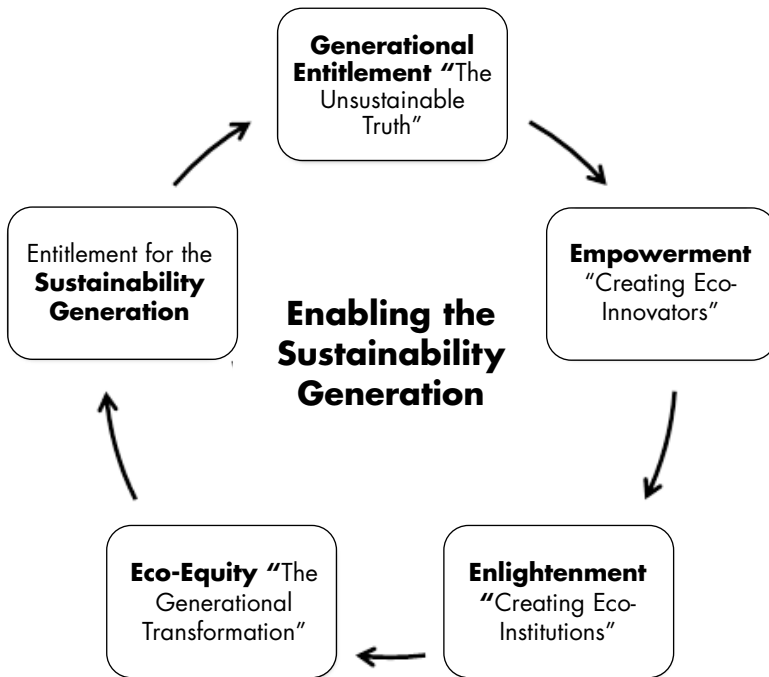 Generational
Entitlement “The
Unsustainable
Truth”
Empowerment
“Creating Eco-
Innovators”
Enlightenment
“Creating Eco-
Institutions”
Eco-Equity “The
Generational
Transformation”
Entitlement for the
Sustainability
Generation
Enabling the
Sustainability
Generation